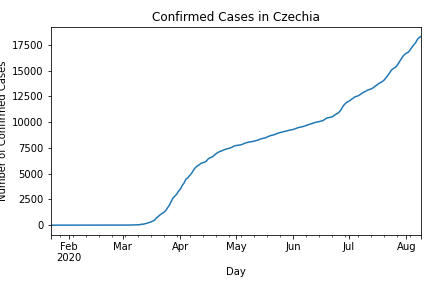 Confirmed Cases in Czechia
Number of Confirmed Cases
17500
15000
12500
10000
7500
5000
2500
0
Feb
2020
Mar
Apr
May
Jun
Jul
Aug
Day